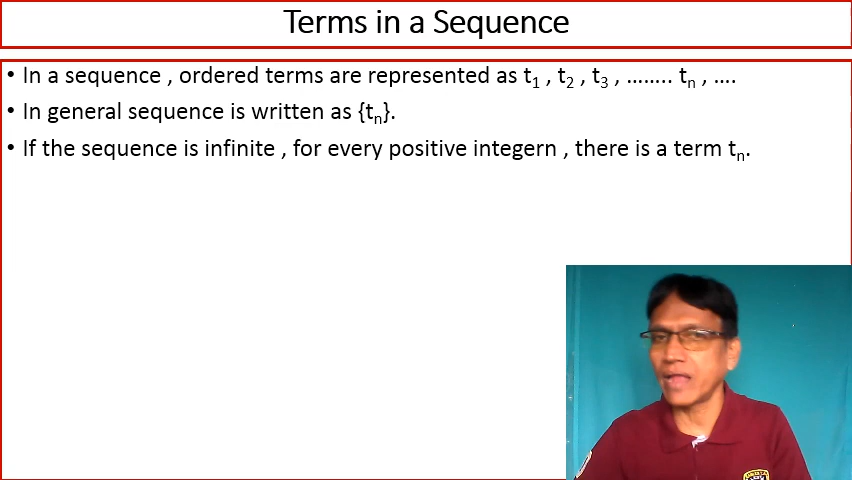 Terms in a Sequence
• In a sequence , ordered terms are represented as t₁ , t₂ , t₃ , …….. tₙ , ….
• In general sequence is written as {tₙ}.
• If the sequence is infinite , for every positive integern , there is a term tₙ.